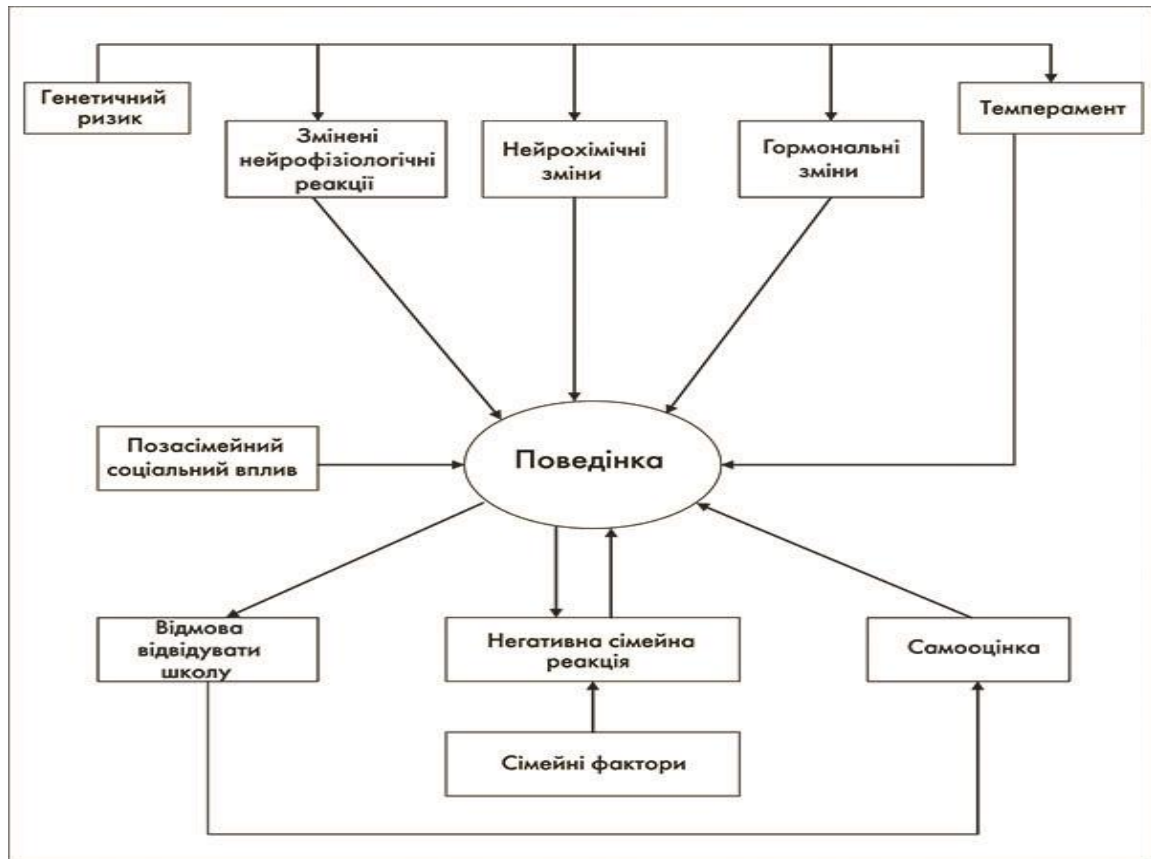 Генетичний
ризик
Змінені
нейрофізіологічні
реакції
Нейрохімічні
зміни
Гормональні
зміни
Темперамент
Позасімейний
соціальний вплив
Поведінка
Відмова
відвідувати
школу
Негативна сімейна
реакція
Самооцінка
Сімейні фактори